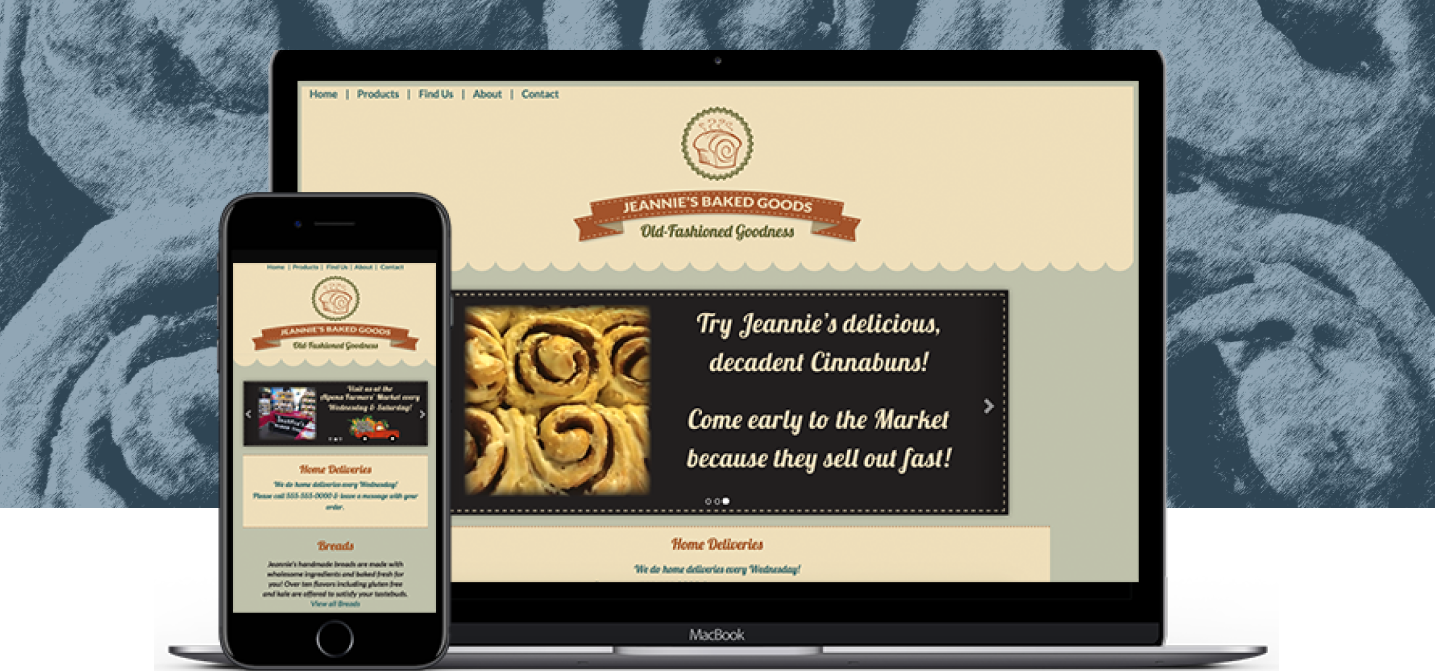 Home | Products | Find Us | About | Contact
JEANNIE'S BAKED GOODS
Old-Fashioned Goodness
Try Jeannie's delicious,
decadent Cinnabuns!
Come early to the Market
because they sell out fast!
Home Deliveries
We do home deliveries every Wednesday!
MacBook
Home | Products | Find Us | About | Contact
JEANNIE'S BAKED GOODS
Old-Fashioned Goodness
Visit us at the
Alpena Farmers' Market every
Wednesday & Saturday!
Home Deliveries
We do home deliveries every Wednesday!
Please call 555-555-0000 & leave a message with your
order.
Breads
Jeannie's handmade breads are made with
wholesome ingredients and baked fresh for
you! Over ten flavors including gluten free
and kale are offered to satisfy your tastebuds.
View all Breads